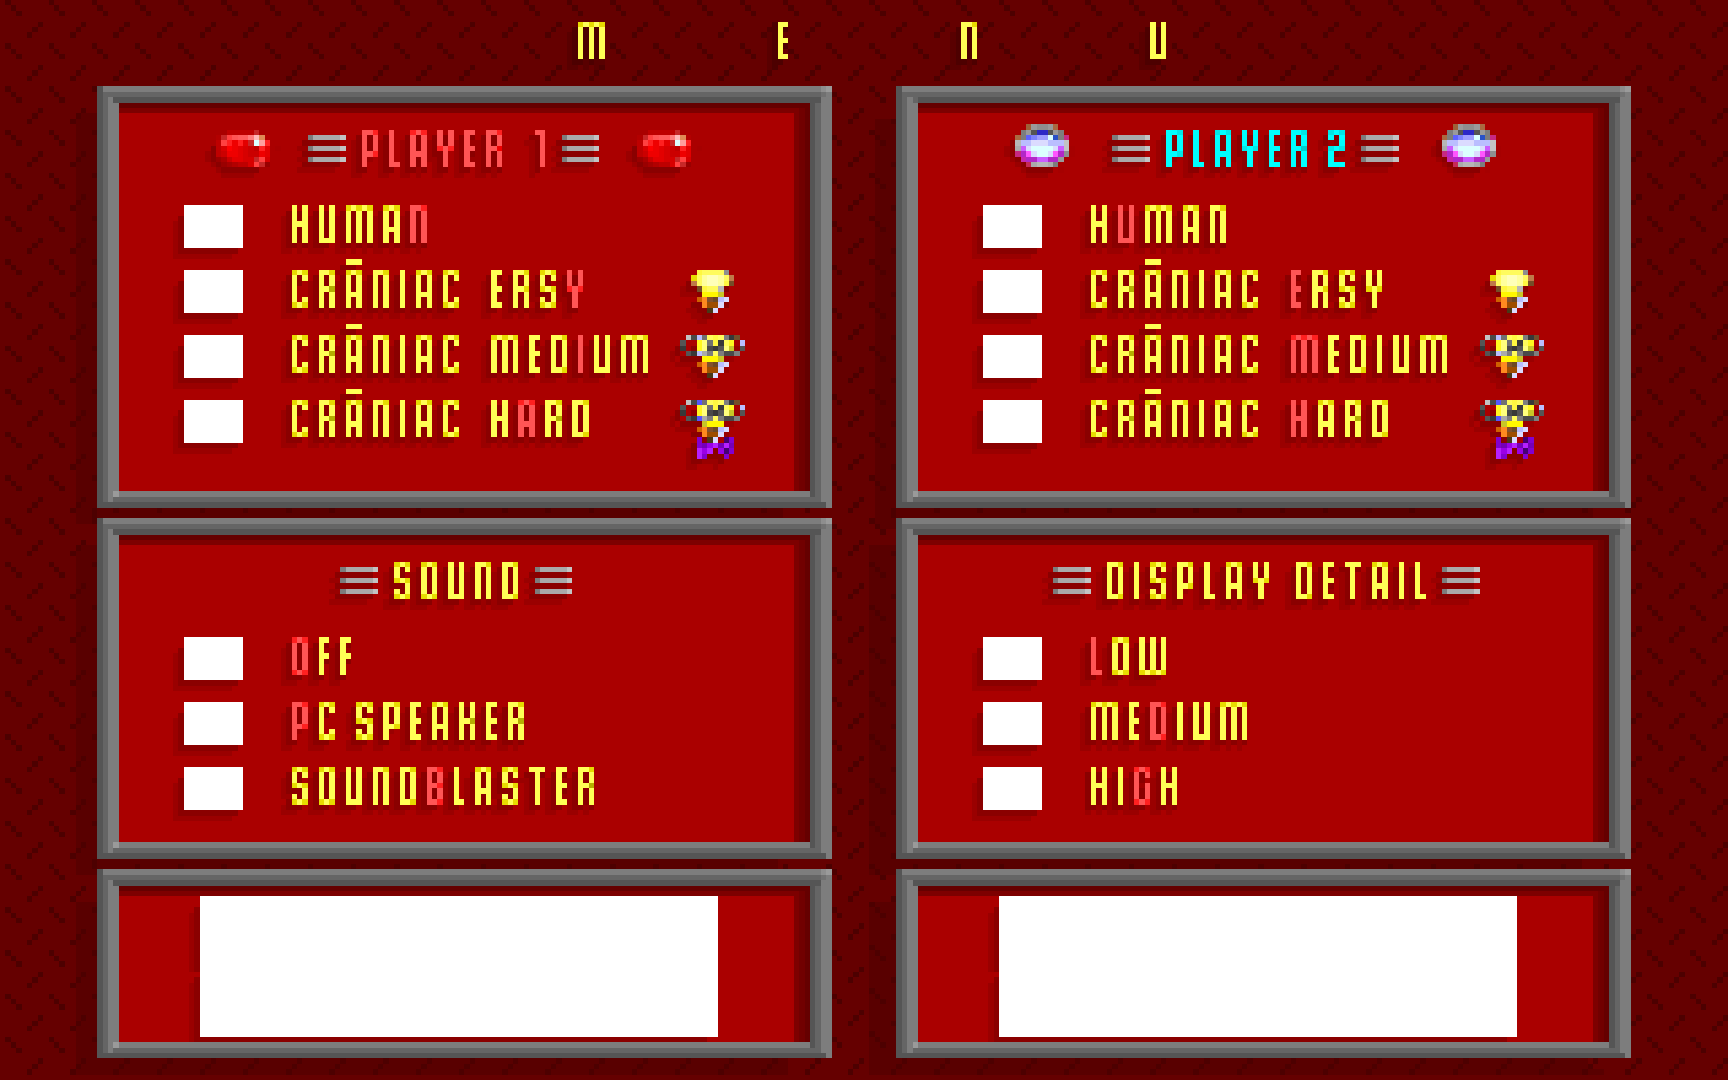 MENU
PLAYER 1
HUMAN
CRĀNIAC EASY
CRĀNIAC MEDIUM
CRĀNIAC HARD
PLAYER 2
HUMAN
CRĀNIAC EASY
CRĀNIAC MEDIUM
CRĀNIAC HARD
SOUND
OFF
PC SPEAKER
SOUNDBLASTER
DISPLAY DETAIL
LOW
MEDIUM
HIGH